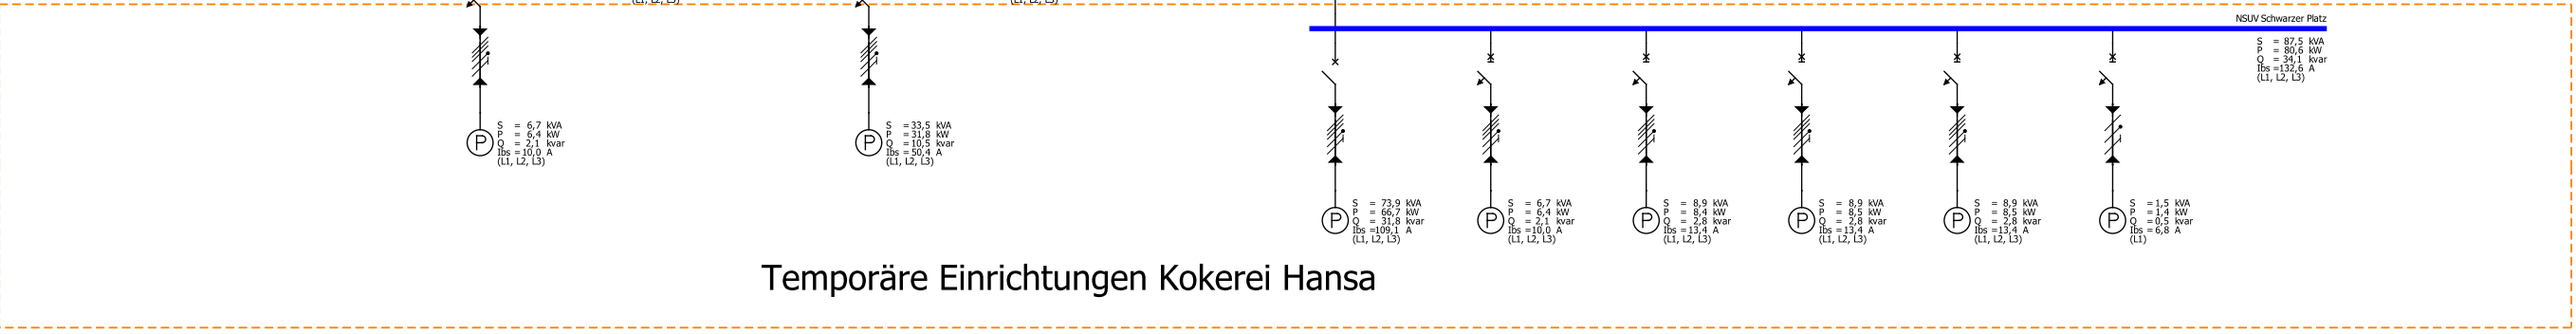 (L1, L2, L3)
(L1, L2, L3)
NSUV Schwarzer Platz
S = 87,5 kVA
P = 80,6 kW
Q = 34,1 kvar
Ibs =132,6 A
(L1, L2, L3)
P
S = 6,7 kVA
P = 6,4 kW
Q = 2,1 kvar
Ibs =10,0 A
(L1, L2, L3)
P
S =33,5 kVA
P =31,8 kW
Q =10,5 kvar
Ibs =50,4 A
(L1, L2, L3)
P
S = 73,9 kVA
P = 66,7 kW
Q = 31,8 kvar
Ibs =109,1 A
(L1, L2, L3)
P
S = 6,7 kVA
P = 6,4 kW
Q = 2,1 kvar
Ibs =10,0 A
(L1, L2, L3)
P
S = 8,9 kVA
P = 8,4 kW
Q = 2,8 kvar
Ibs =13,4 A
(L1, L2, L3)
P
S = 8,9 kVA
P = 8,5 kW
Q = 2,8 kvar
Ibs =13,4 A
(L1, L2, L3)
P
S = 8,9 kVA
P = 8,5 kW
Q = 2,8 kvar
Ibs =13,4 A
(L1, L2, L3)
P
S =1,5 kVA
P =1,4 kW
Q =0,5 kvar
Ibs =6,8 A
(L1)
Temporäre Einrichtungen Kokerei Hansa